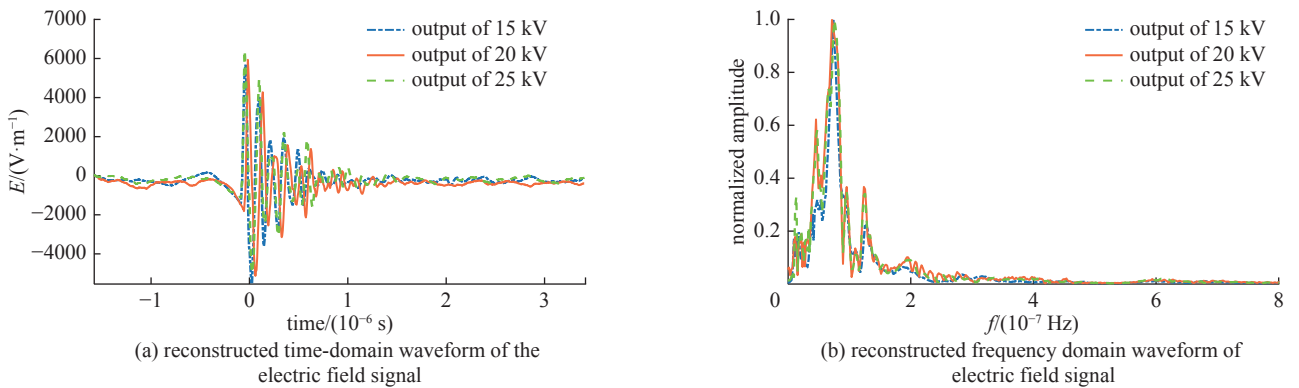 7000
6000
4000
2000
0
−2000
−4000
E/(V·m⁻¹)
−1 0 1 2 3
time/(10⁻⁶ s)
output of 15 kV
output of 20 kV
output of 25 kV
(a) reconstructed time-domain waveform of the
electric field signal
1.0
0.8
0.6
0.4
0.2
normalized amplitude
0 2 4 6 8
f/(10⁻⁷ Hz)
output of 15 kV
output of 20 kV
output of 25 kV
(b) reconstructed frequency domain waveform of
electric field signal